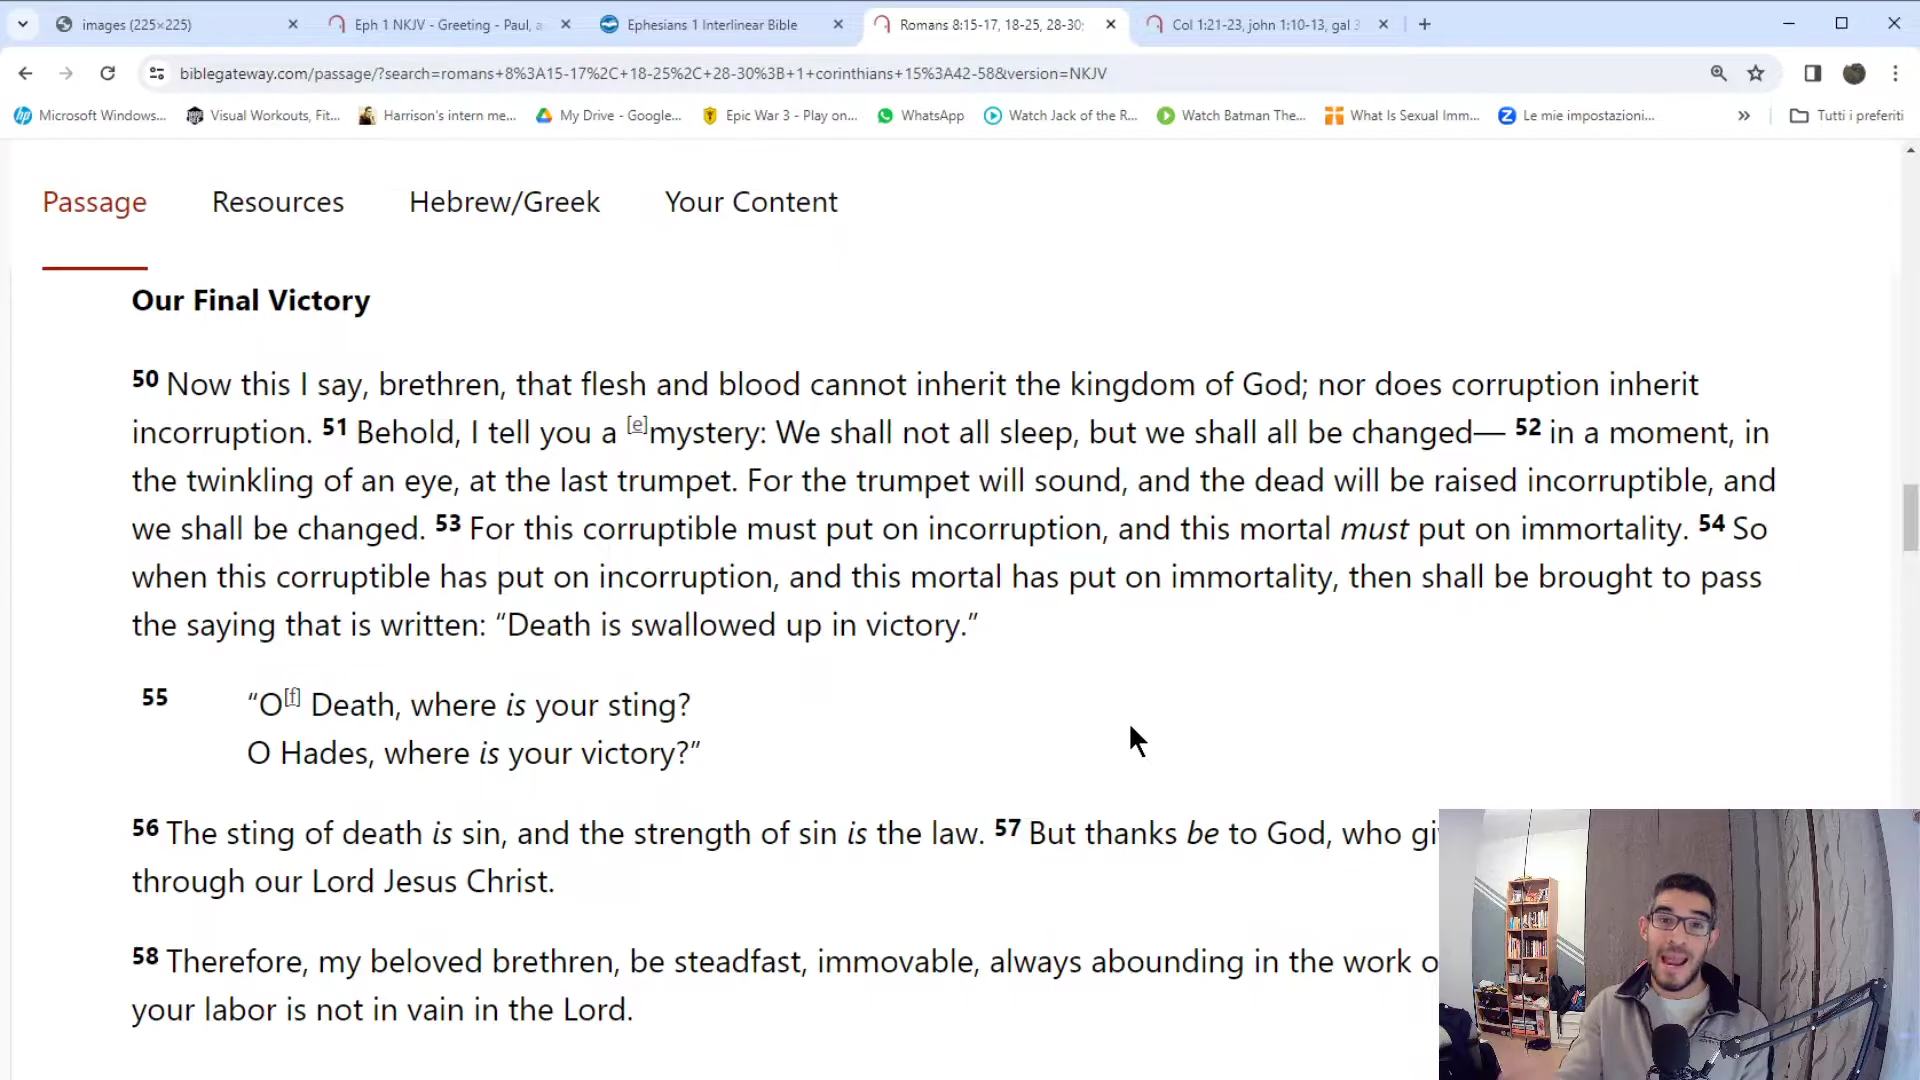 images (225×225)
Eph 1 NKJV - Greeting - Paul, a
Ephesians 1 Interlinear Bible
Romans 8:15-17, 18-25, 28-30;
Col 1:21-23, john 1:10-13, gal 3
biblegateway.com/passage/?search=romans+8%3A15-17%2C+18-25%2C+28-30%3B+1+corinthians+15%3A42-58&version=NKJV
Microsoft Windows...
Visual Workouts, Fit...
Harrison's intern me...
My Drive - Google...
Epic War 3 - Play on...
WhatsApp
Watch Jack of the R...
Watch Batman The...
What Is Sexual Imm...
Le mie impostazioni...
Tutti i preferiti
Passage Resources Hebrew/Greek Your Content
Our Final Victory
50 Now this I say, brethren, that flesh and blood cannot inherit the kingdom of God; nor does corruption inherit
incorruption. 51 Behold, I tell you a [e]mystery: We shall not all sleep, but we shall all be changed— 52 in a moment, in
the twinkling of an eye, at the last trumpet. For the trumpet will sound, and the dead will be raised incorruptible, and
we shall be changed. 53 For this corruptible must put on incorruption, and this mortal must put on immortality. 54 So
when this corruptible has put on incorruption, and this mortal has put on immortality, then shall be brought to pass
the saying that is written: “Death is swallowed up in victory.”
55 “O[f] Death, where is your sting?
O Hades, where is your victory?”
56 The sting of death is sin, and the strength of sin is the law. 57 But thanks be to God, who gi
through our Lord Jesus Christ.
58 Therefore, my beloved brethren, be steadfast, immovable, always abounding in the work o
your labor is not in vain in the Lord.